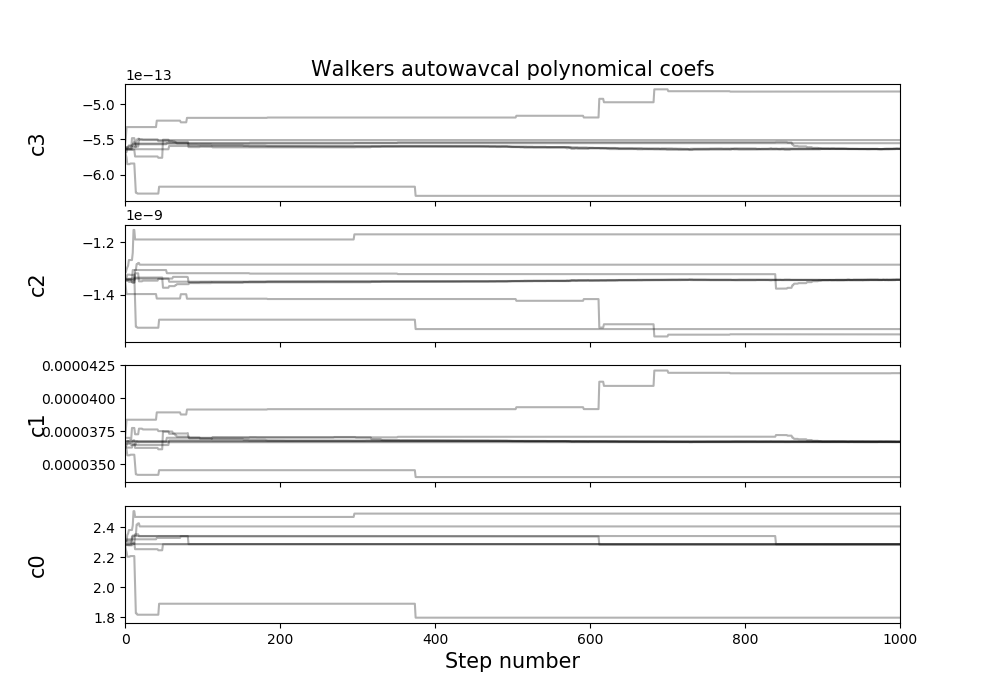 Walkers autowavcal polynomical coefs
1e−13
−5.0
−5.5
−6.0
c3
1e−9
−1.2
−1.4
c2
0.0000425
0.0000400
0.0000375
0.0000350
c1
2.4
2.2
2.0
1.8
c0
0 200 400 600 800 1000
Step number